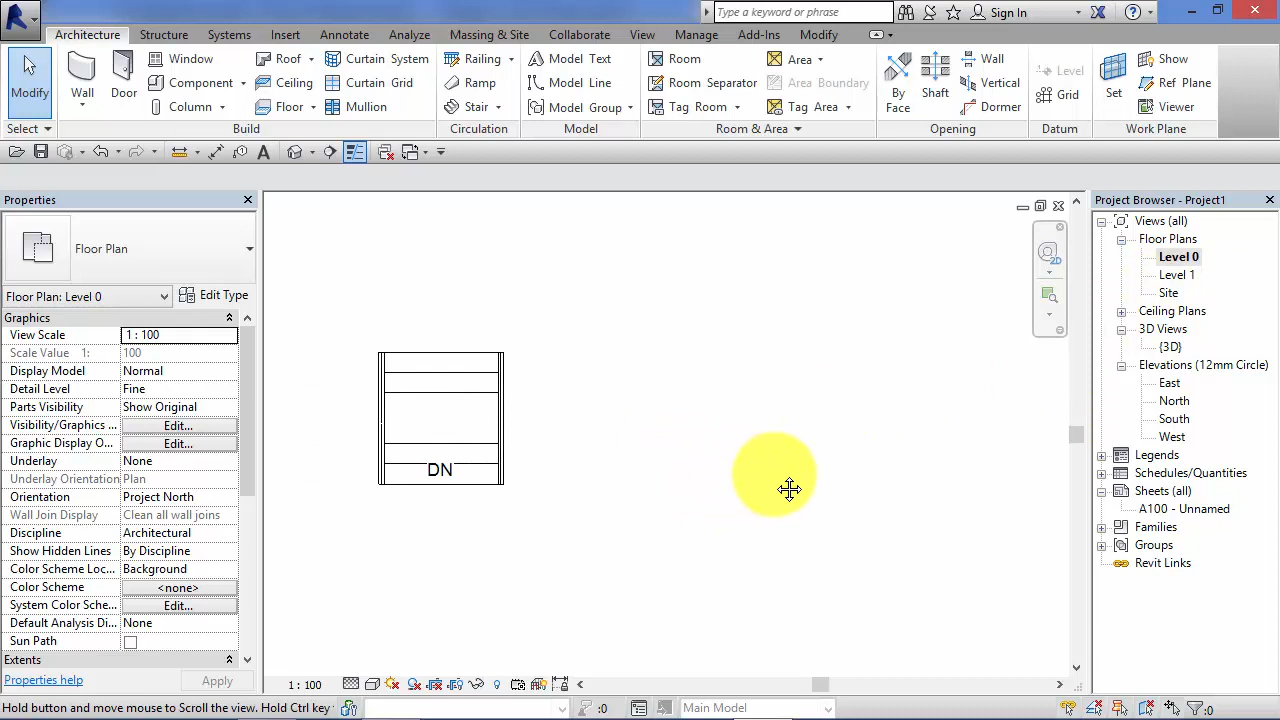 Type a keyword or phrase
Sign In
Architecture Structure Systems Insert Annotate Analyze Massing & Site Collaborate View Manage Add-Ins Modify
Modify
Wall
Door
Window
Component
Column
Roof
Ceiling
Floor
Curtain System
Curtain Grid
Mullion
Railing
Ramp
Stair
Model Text
Model Line
Model Group
Room
Room Separator
Tag Room
Area
Area Boundary
Tag Area
By Face
Shaft
Wall
Vertical
Dormer
Level
Grid
Set
Show
Ref Plane
Viewer
Select Build Circulation Model Room & Area Opening Datum Work Plane
A
Properties
Floor Plan
Floor Plan: Level 0 Edit Type
Graphics
View Scale 1 : 100
Scale Value 1: 100
Display Model Normal
Detail Level Fine
Parts Visibility Show Original
Visibility/Graphics ... Edit...
Graphic Display O... Edit...
Underlay None
Underlay Orientation Plan
Orientation Project North
Wall Join Display Clean all wall joins
Discipline Architectural
Show Hidden Lines By Discipline
Color Scheme Loc... Background
Color Scheme <none>
System Color Sche... Edit...
Default Analysis Di... None
Sun Path
Extents
Properties help Apply
DN
2D
1 : 100
Project Browser - Project1
Views (all)
Floor Plans
Level 0
Level 1
Site
Ceiling Plans
3D Views
{3D}
Elevations (12mm Circle)
East
North
South
West
Legends
Schedules/Quantities
Sheets (all)
A100 - Unnamed
Families
Groups
Revit Links
Hold button and move mouse to Scroll the view. Hold Ctrl key :0 Main Model :0